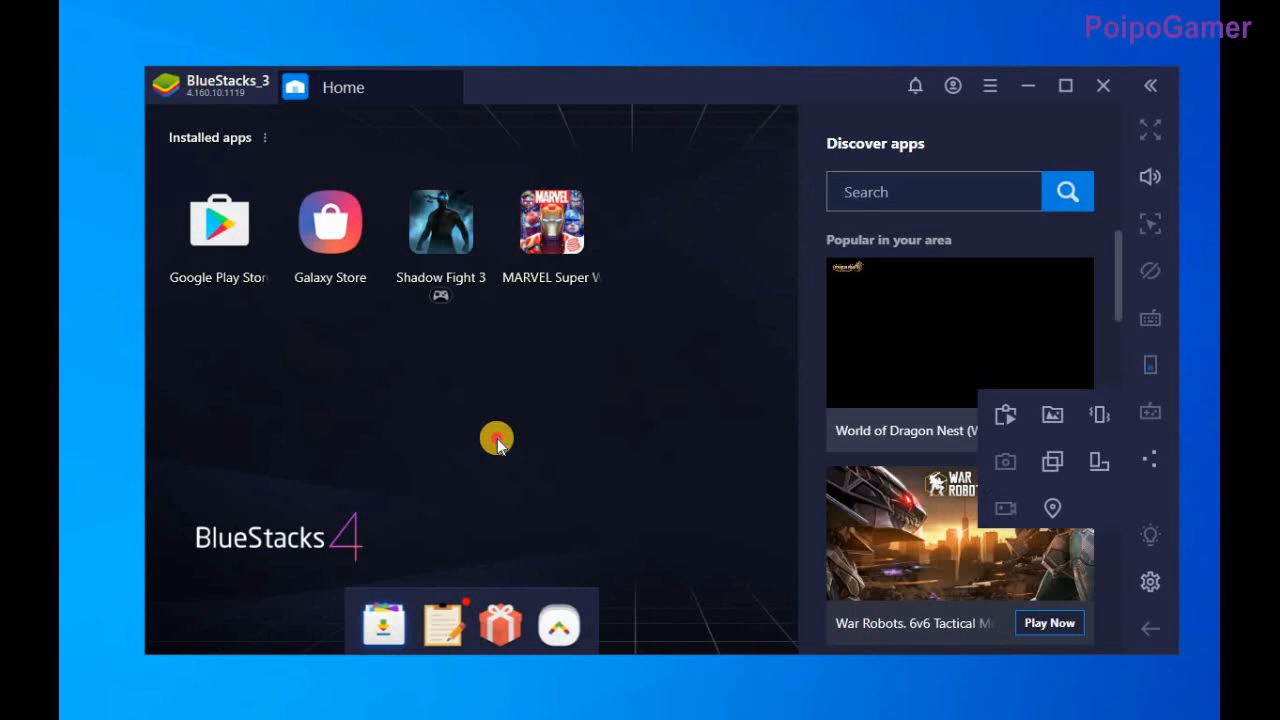 PoipoGamer
BlueStacks_3
4.160.10.1119
Home
Installed apps
Discover apps
Search
Popular in your area
Google Play Stor
Galaxy Store
Shadow Fight 3
MARVEL Super W
MARVEL
World of Dragon Nest (W
WAR
ROBOT
BlueStacks 4
War Robots. 6v6 Tactical M
Play Now